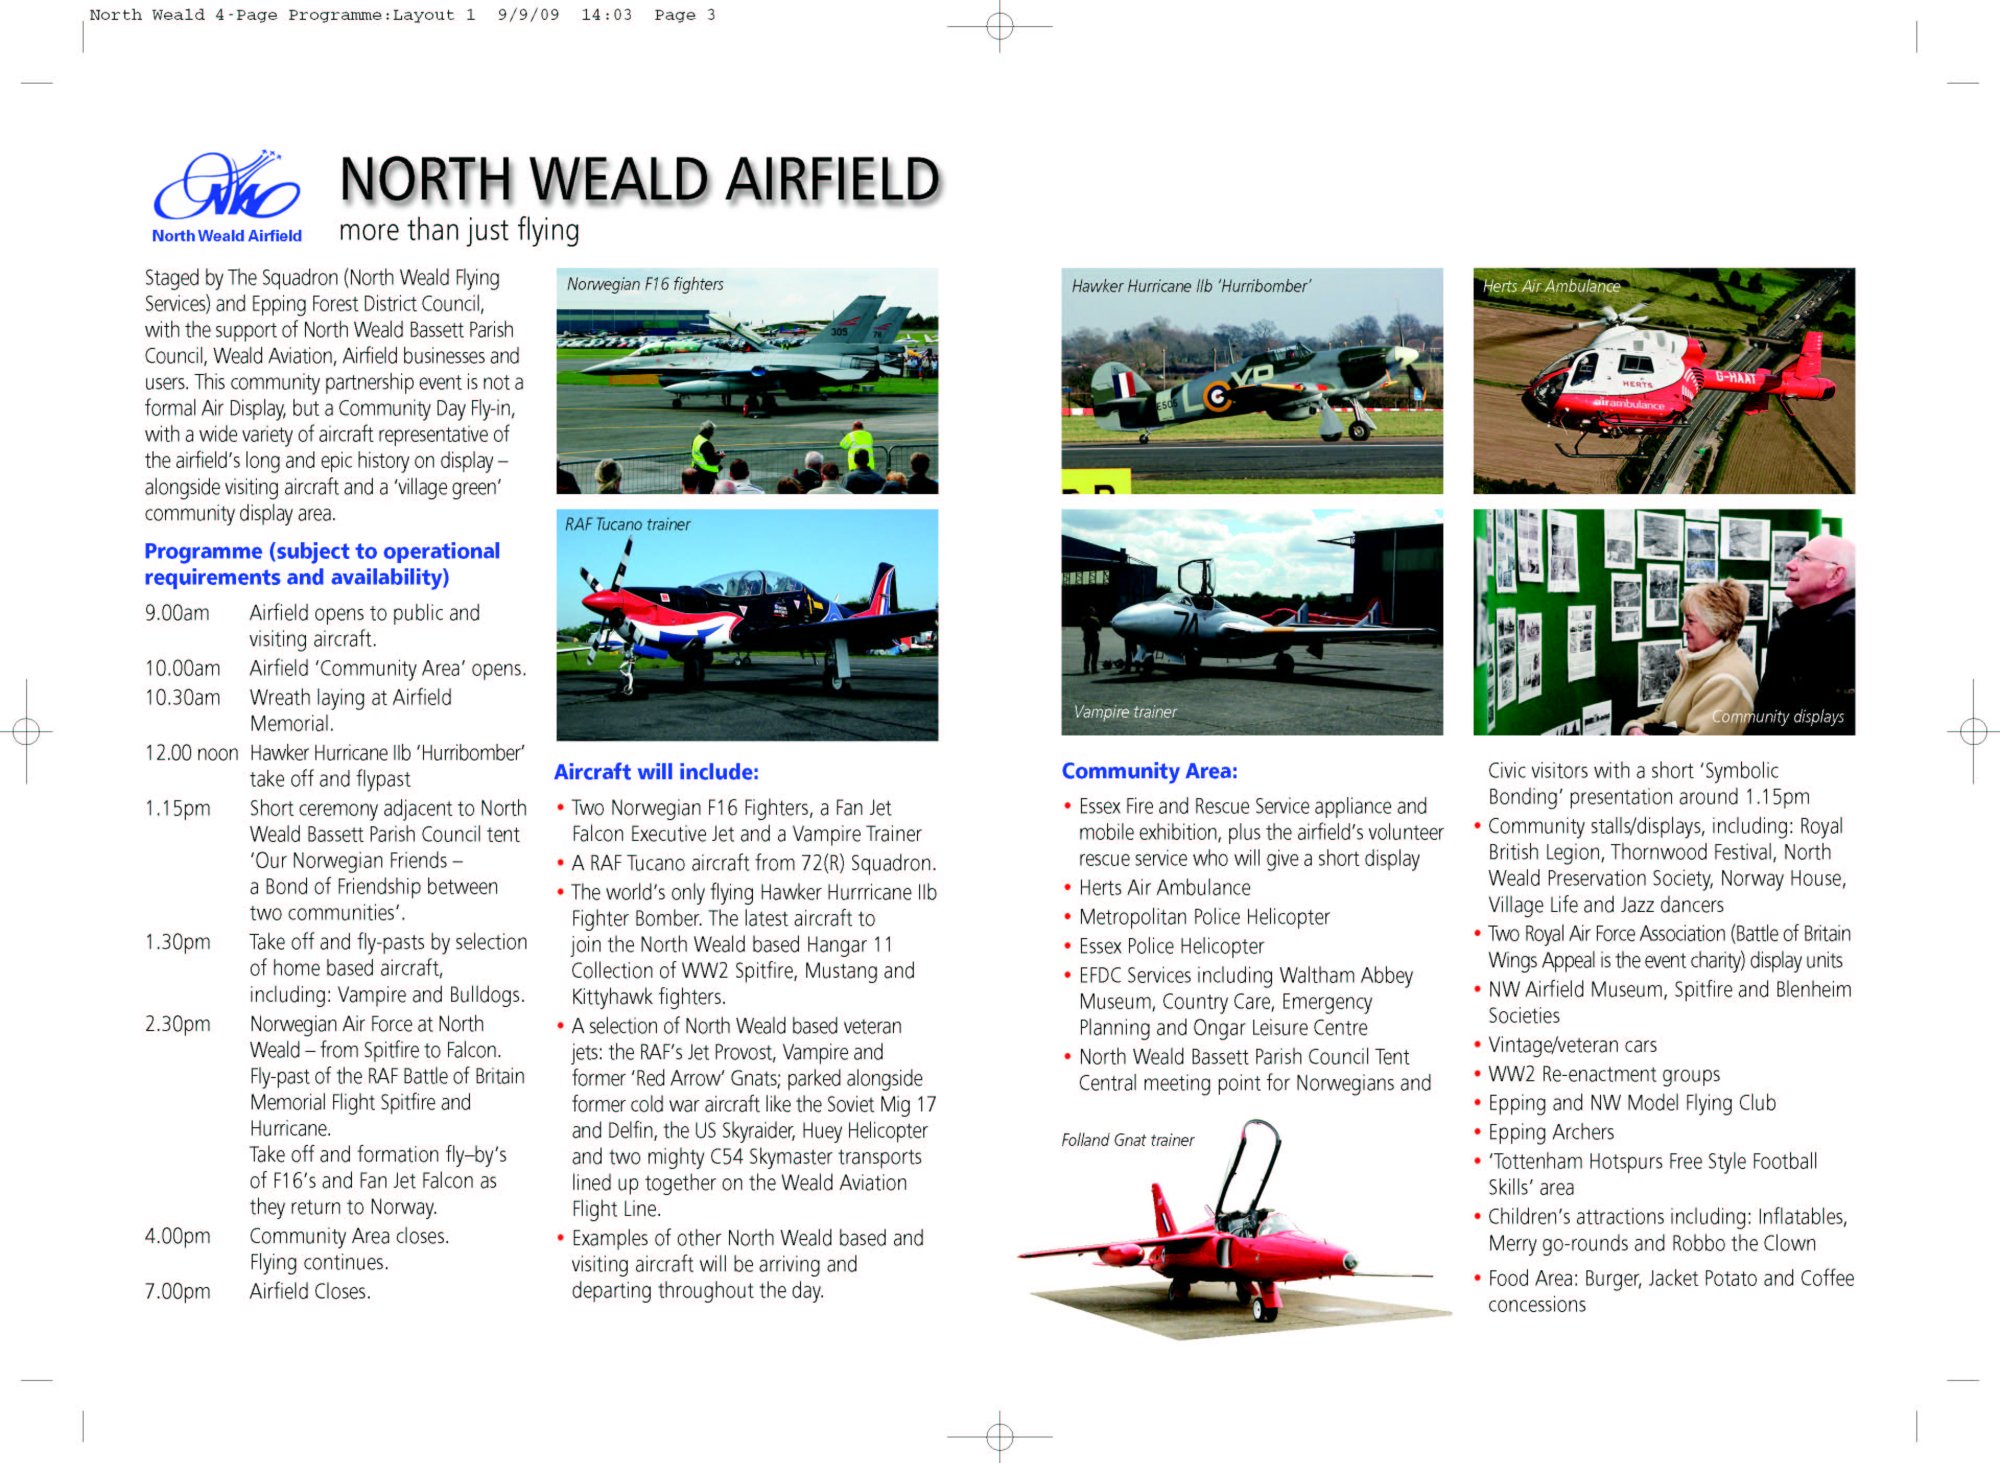 North Weald 4-Page Programme:Layout 1  9/9/09  14:03  Page 3
North Weald Airfield
NORTH WEALD AIRFIELD
more than just flying
Staged by The Squadron (North Weald Flying
Services) and Epping Forest District Council,
with the support of North Weald Bassett Parish
Council, Weald Aviation, Airfield businesses and
users. This community partnership event is not a
formal Air Display, but a Community Day Fly-in,
with a wide variety of aircraft representative of
the airfield's long and epic history on display –
alongside visiting aircraft and a 'village green'
community display area.
Programme (subject to operational
requirements and availability)
9.00am Airfield opens to public and
visiting aircraft.
10.00am Airfield 'Community Area' opens.
10.30am Wreath laying at Airfield
Memorial.
12.00 noon Hawker Hurricane IIb 'Hurribomber'
take off and flypast
1.15pm Short ceremony adjacent to North
Weald Bassett Parish Council tent
'Our Norwegian Friends –
a Bond of Friendship between
two communities'.
1.30pm Take off and fly-pasts by selection
of home based aircraft,
including: Vampire and Bulldogs.
2.30pm Norwegian Air Force at North
Weald – from Spitfire to Falcon.
Fly-past of the RAF Battle of Britain
Memorial Flight Spitfire and
Hurricane.
Take off and formation fly–by's
of F16's and Fan Jet Falcon as
they return to Norway.
4.00pm Community Area closes.
Flying continues.
7.00pm Airfield Closes.
Norwegian F16 fighters
305
78
RAF Tucano trainer
Aircraft will include:
• Two Norwegian F16 Fighters, a Fan Jet
Falcon Executive Jet and a Vampire Trainer
• A RAF Tucano aircraft from 72(R) Squadron.
• The world's only flying Hawker Hurrricane IIb
Fighter Bomber. The latest aircraft to
join the North Weald based Hangar 11
Collection of WW2 Spitfire, Mustang and
Kittyhawk fighters.
• A selection of North Weald based veteran
jets: the RAF's Jet Provost, Vampire and
former 'Red Arrow' Gnats; parked alongside
former cold war aircraft like the Soviet Mig 17
and Delfin, the US Skyraider, Huey Helicopter
and two mighty C54 Skymaster transports
lined up together on the Weald Aviation
Flight Line.
• Examples of other North Weald based and
visiting aircraft will be arriving and
departing throughout the day.
Hawker Hurricane IIb 'Hurribomber'
Vampire trainer
74
Community Area:
• Essex Fire and Rescue Service appliance and
mobile exhibition, plus the airfield's volunteer
rescue service who will give a short display
• Herts Air Ambulance
• Metropolitan Police Helicopter
• Essex Police Helicopter
• EFDC Services including Waltham Abbey
Museum, Country Care, Emergency
Planning and Ongar Leisure Centre
• North Weald Bassett Parish Council Tent
Central meeting point for Norwegians and
Folland Gnat trainer
Herts Air Ambulance
HERTS
airambulance
G-HAAT
Community displays
Civic visitors with a short 'Symbolic
Bonding' presentation around 1.15pm
• Community stalls/displays, including: Royal
British Legion, Thornwood Festival, North
Weald Preservation Society, Norway House,
Village Life and Jazz dancers
• Two Royal Air Force Association (Battle of Britain
Wings Appeal is the event charity) display units
• NW Airfield Museum, Spitfire and Blenheim
Societies
• Vintage/veteran cars
• WW2 Re-enactment groups
• Epping and NW Model Flying Club
• Epping Archers
• 'Tottenham Hotspurs Free Style Football
Skills' area
• Children's attractions including: Inflatables,
Merry go-rounds and Robbo the Clown
• Food Area: Burger, Jacket Potato and Coffee
concessions